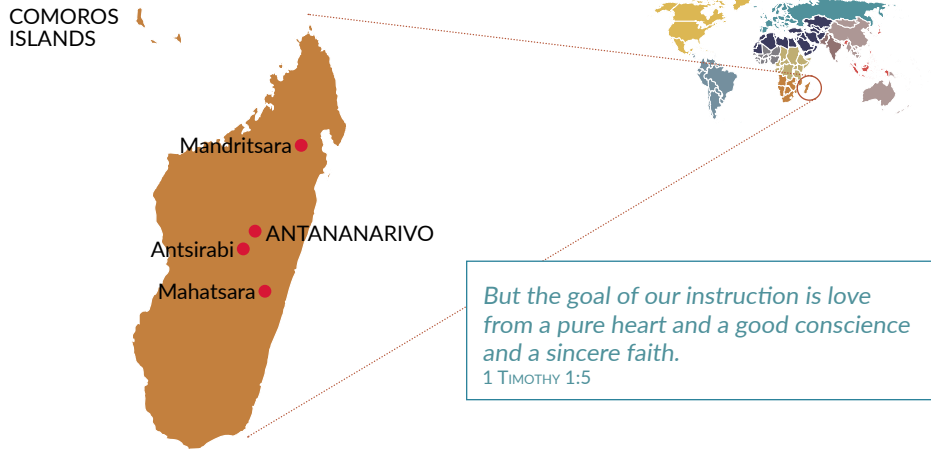 COMOROS
ISLANDS
Mandritsara
ANTANANARIVO
Antsirabi
Mahatsara
But the goal of our instruction is love
from a pure heart and a good conscience
and a sincere faith.
1 Timothy 1:5